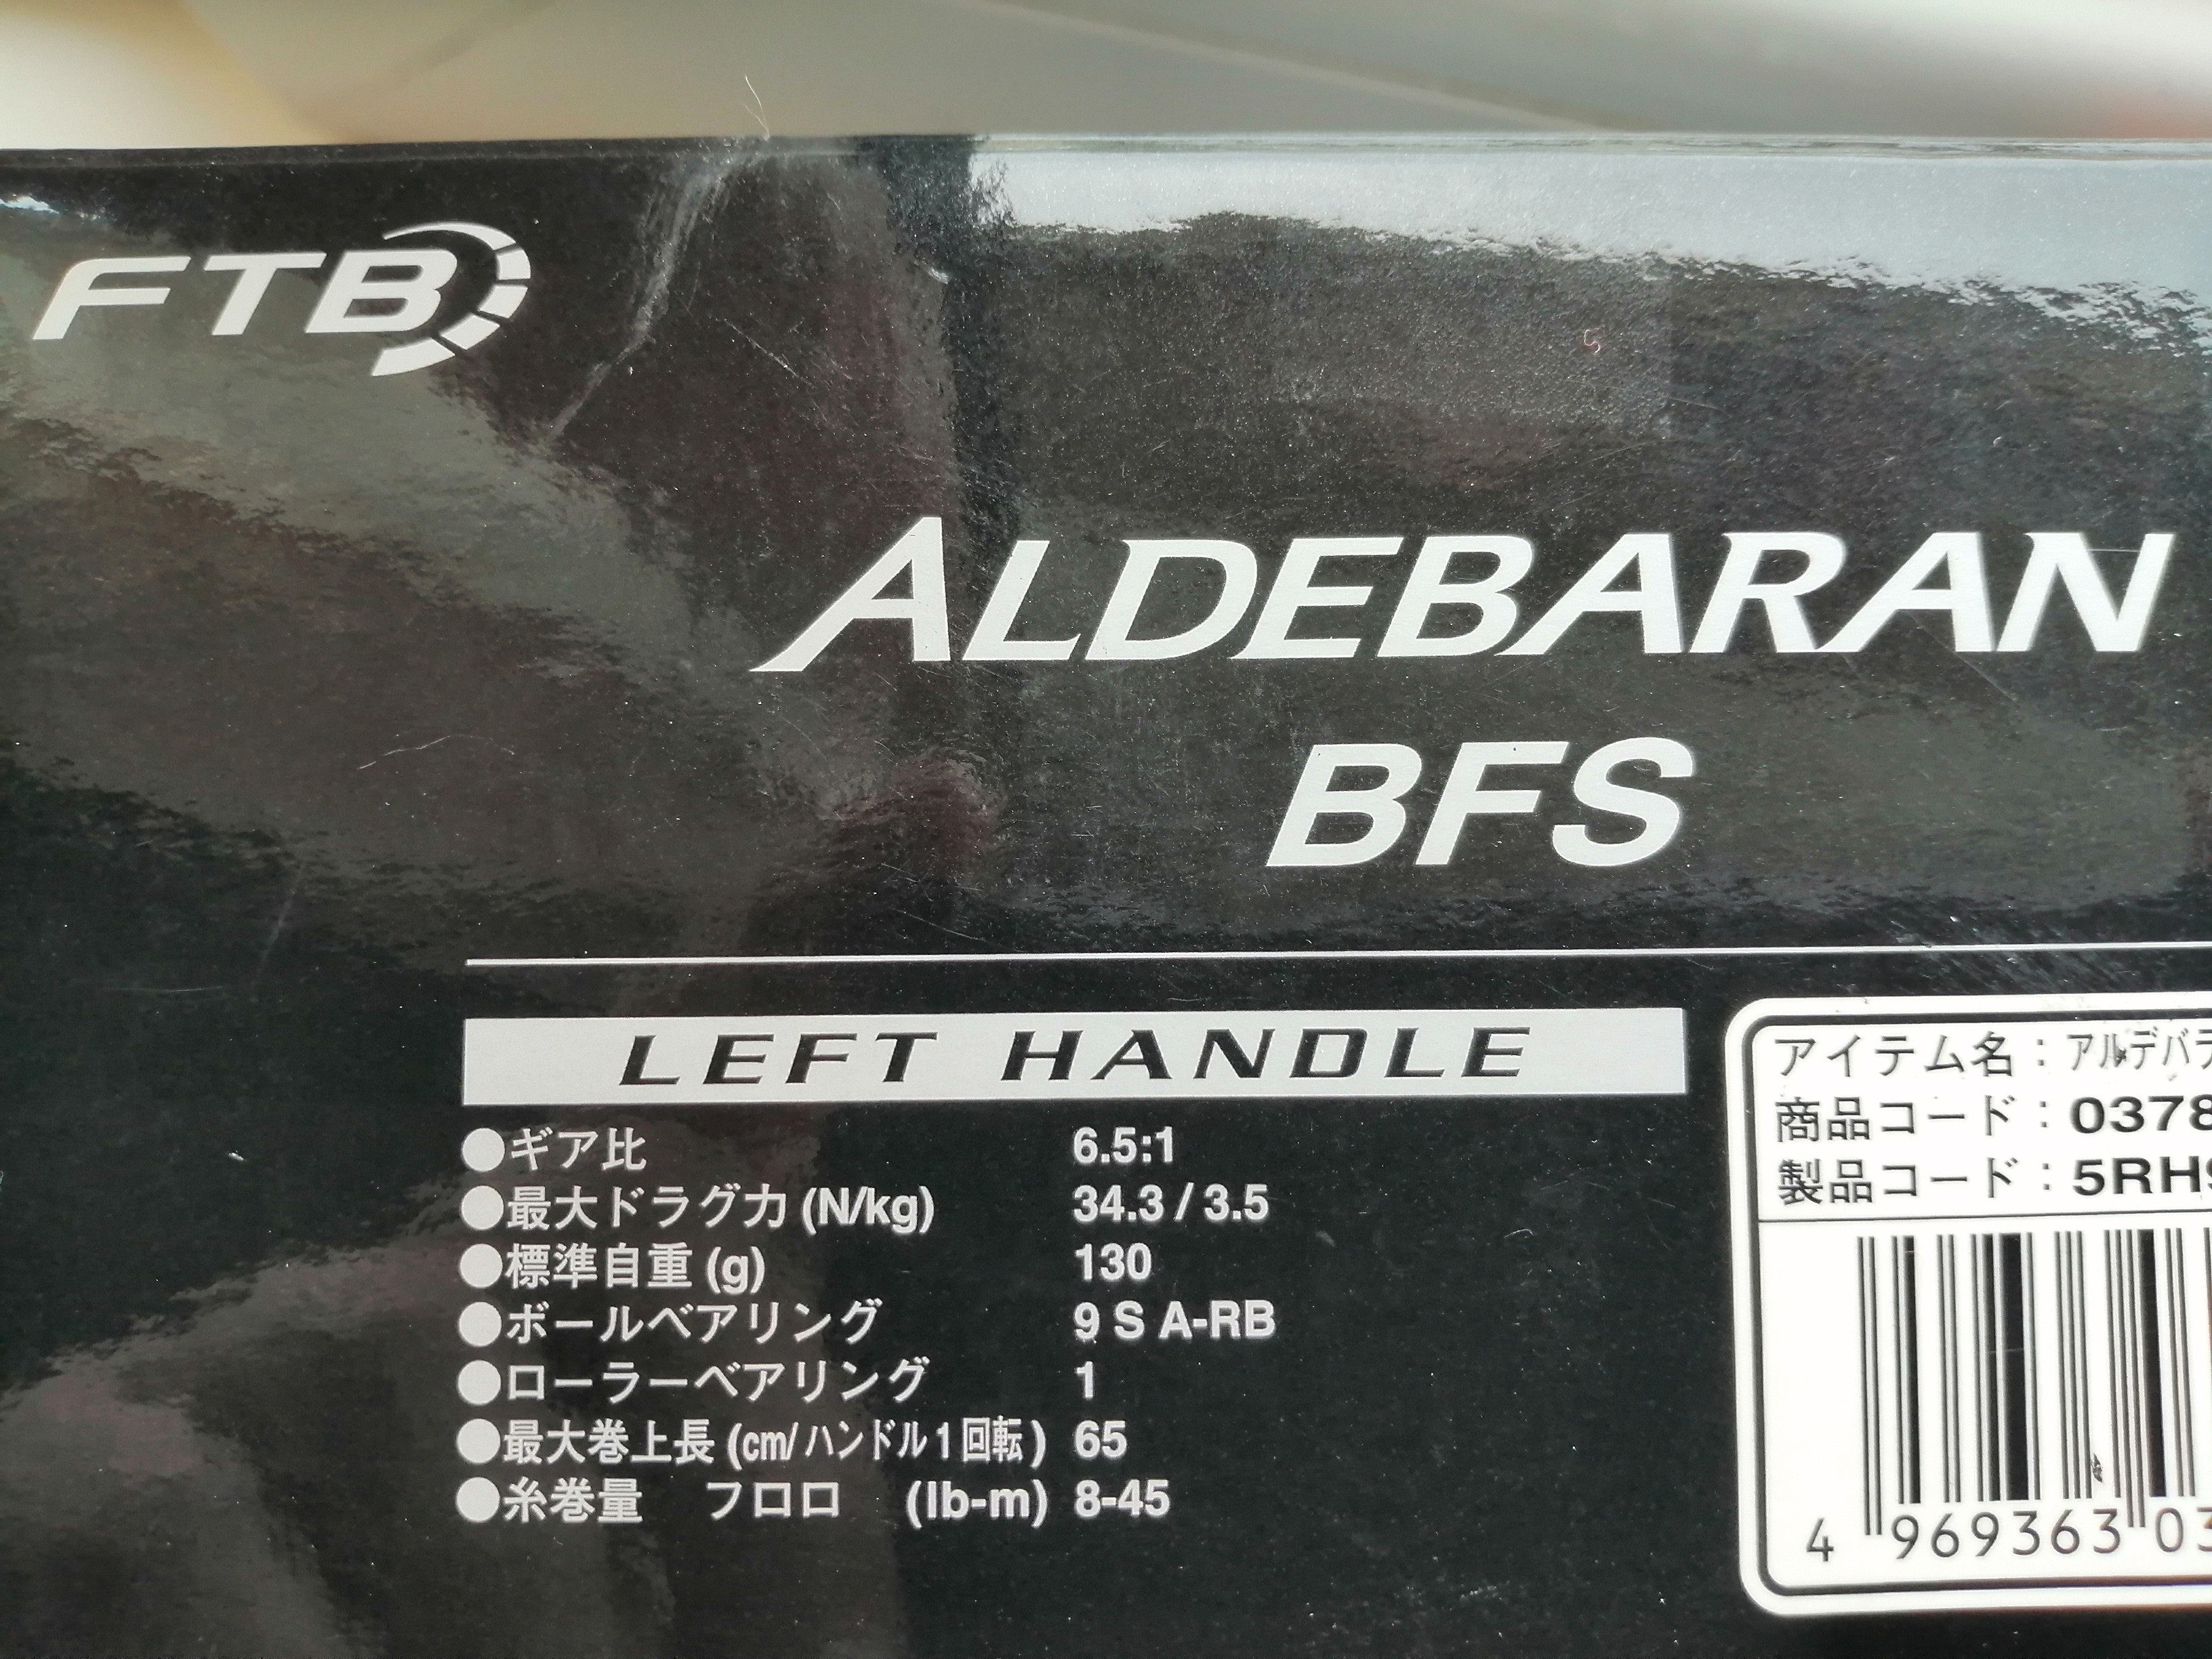 FTB
ALDEBARAN
BFS
LEFT HANDLE
●ギア比 6.5:1
●最大ドラグ力(N/kg) 34.3 / 3.5
●標準自重(g) 130
●ボールベアリング 9 S A-RB
●ローラーベアリング 1
●最大巻上長(cm/ハンドル1回転) 65
●糸巻量 フロロ (lb-m) 8-45
アイテム名：アルデバラ
商品コード：0378
製品コード：5RH9
4 969363 03